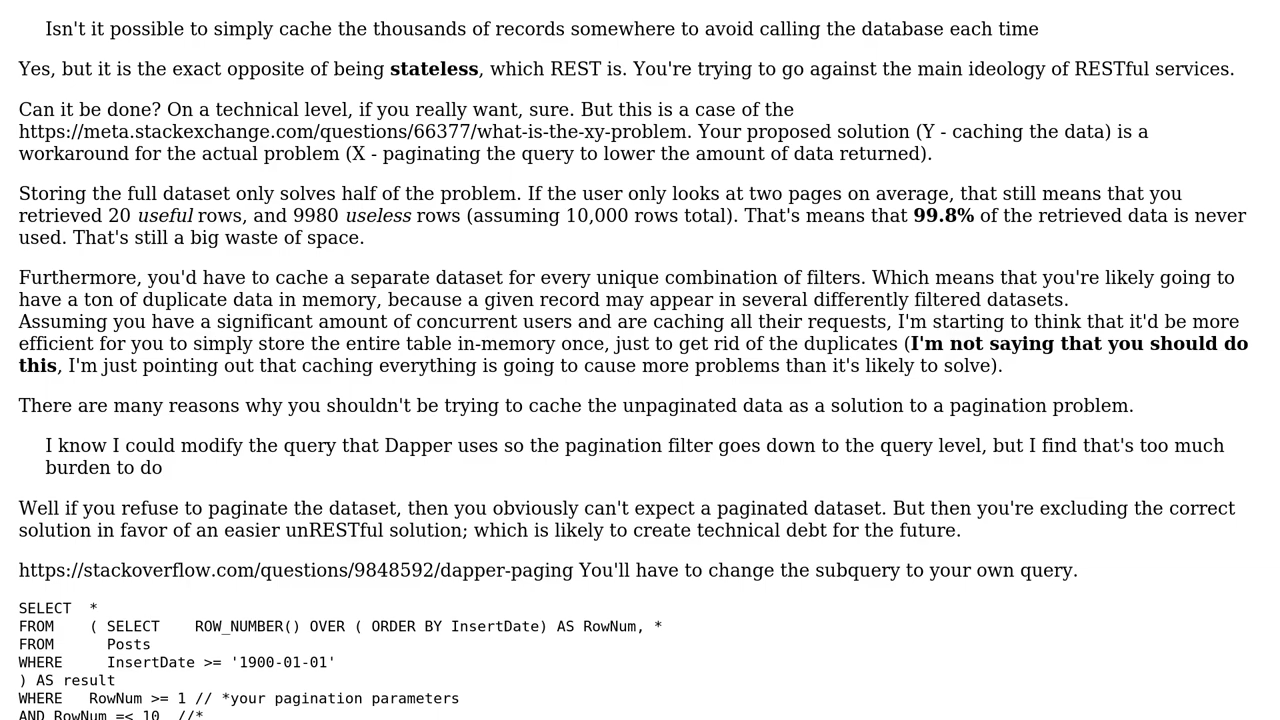 Isn't it possible to simply cache the thousands of records somewhere to avoid calling the database each time
Yes, but it is the exact opposite of being stateless, which REST is. You're trying to go against the main ideology of RESTful services.
Can it be done? On a technical level, if you really want, sure. But this is a case of the
https://meta.stackexchange.com/questions/66377/what-is-the-xy-problem. Your proposed solution (Y - caching the data) is a
workaround for the actual problem (X - paginating the query to lower the amount of data returned).
Storing the full dataset only solves half of the problem. If the user only looks at two pages on average, that still means that you
retrieved 20 useful rows, and 9980 useless rows (assuming 10,000 rows total). That's means that 99.8% of the retrieved data is never
used. That's still a big waste of space.
Furthermore, you'd have to cache a separate dataset for every unique combination of filters. Which means that you're likely going to
have a ton of duplicate data in memory, because a given record may appear in several differently filtered datasets.
Assuming you have a significant amount of concurrent users and are caching all their requests, I'm starting to think that it'd be more
efficient for you to simply store the entire table in-memory once, just to get rid of the duplicates (I'm not saying that you should do
this, I'm just pointing out that caching everything is going to cause more problems than it's likely to solve).
There are many reasons why you shouldn't be trying to cache the unpaginated data as a solution to a pagination problem.
I know I could modify the query that Dapper uses so the pagination filter goes down to the query level, but I find that's too much
burden to do
Well if you refuse to paginate the dataset, then you obviously can't expect a paginated dataset. But then you're excluding the correct
solution in favor of an easier unRESTful solution; which is likely to create technical debt for the future.
https://stackoverflow.com/questions/9848592/dapper-paging You'll have to change the subquery to your own query.
SELECT  *
FROM    ( SELECT    ROW_NUMBER() OVER ( ORDER BY InsertDate) AS RowNum, *
FROM      Posts
WHERE     InsertDate >= '1900-01-01'
) AS result
WHERE   RowNum >= 1 // *your pagination parameters
AND RowNum =< 10  //*